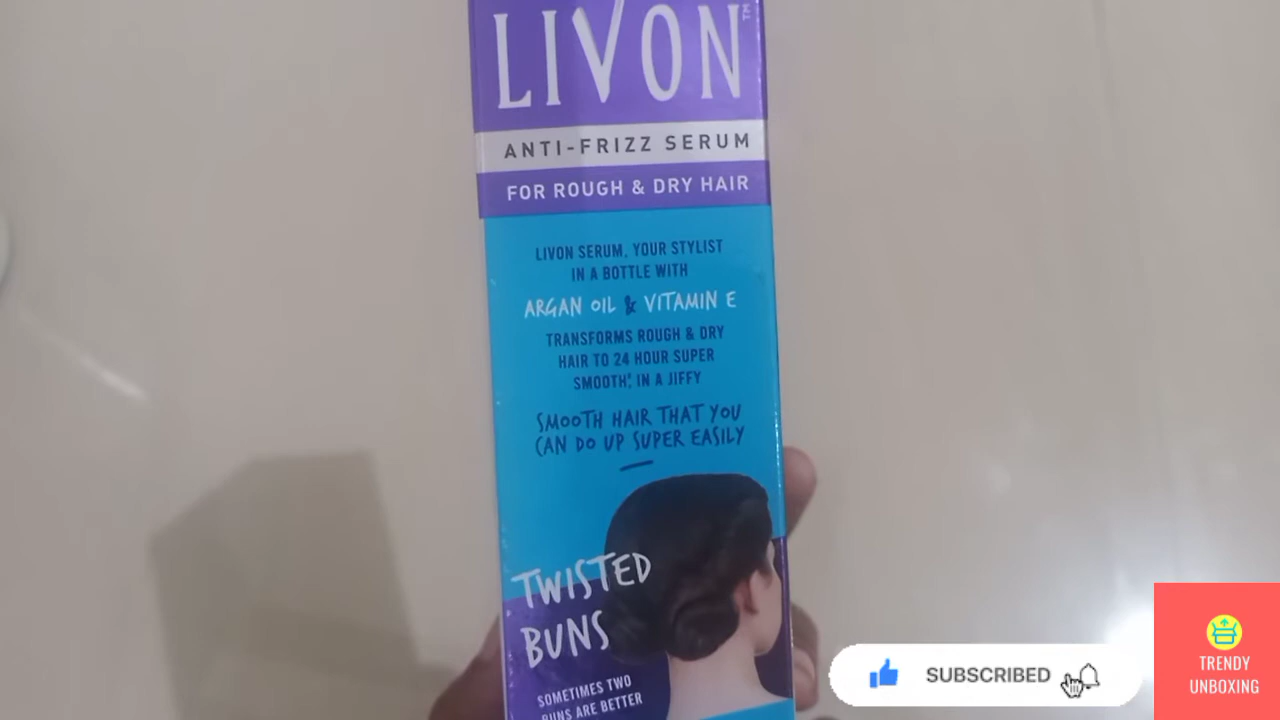 LIVON™
ANTI-FRIZZ SERUM
FOR ROUGH & DRY HAIR
LIVON SERUM, YOUR STYLIST
IN A BOTTLE WITH
ARGAN OIL & VITAMIN E
TRANSFORMS ROUGH & DRY
HAIR TO 24 HOUR SUPER
SMOOTH*, IN A JIFFY
SMOOTH HAIR THAT YOU
CAN DO UP SUPER EASILY
TWISTED
BUNS
SOMETIMES TWO
BUNS ARE BETTER
SUBSCRIBED
TRENDY
UNBOXING